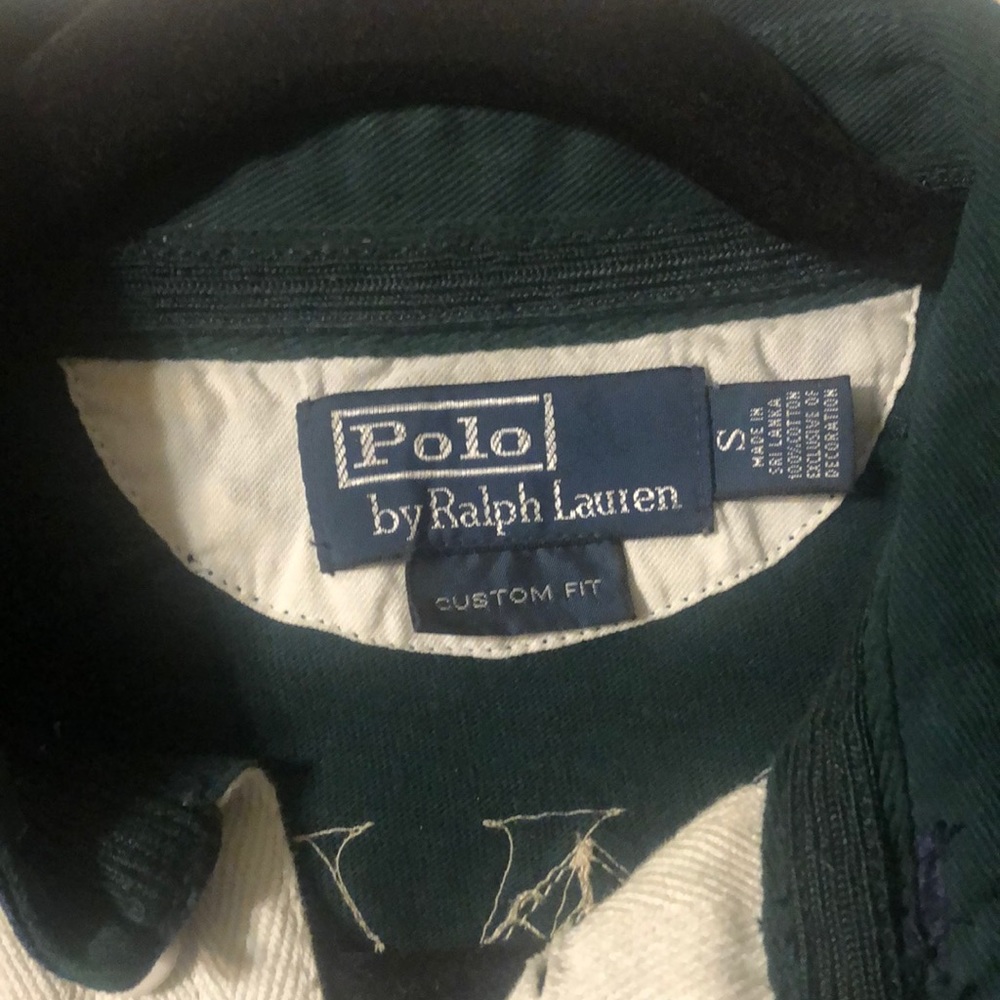 Polo
by Ralph Lauren
CUSTOM FIT
S
MADE IN
SRI LANKA
100% COTTON
EXCLUSIVE OF
DECORATION